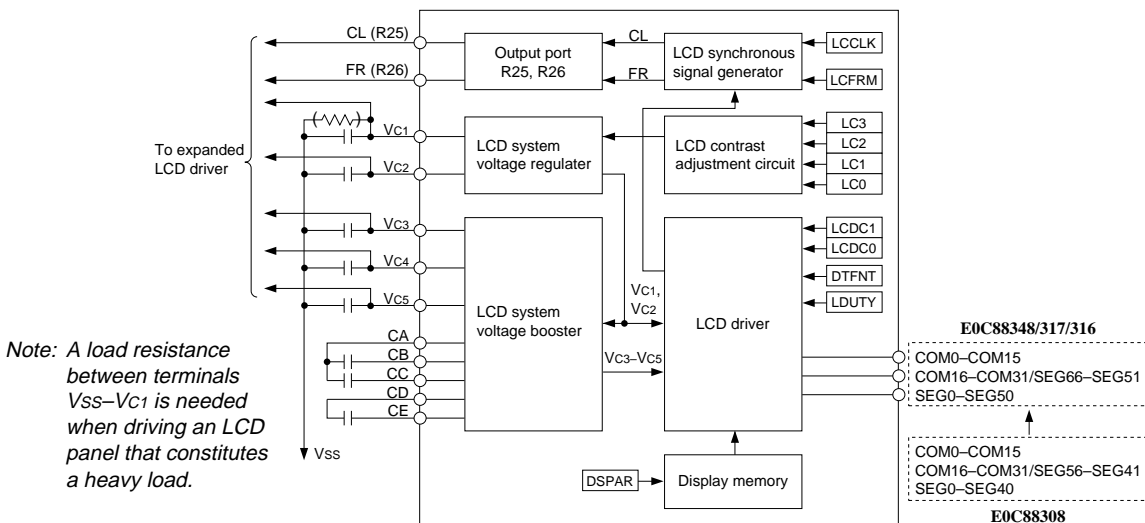 CL (R25)
FR (R26)
Output port
R25, R26
CL
FR
LCD synchronous
signal generator
LCCLK
LCFRM
To expanded
LCD driver
VC1
VC2
LCD system
voltage regulater
LCD contrast
adjustment circuit
LC3
LC2
LC1
LC0
VC3
VC4
VC5
CA
CB
CC
CD
CE
VSS
LCD system
voltage booster
VC1,
VC2
VC3–VC5
LCD driver
LCDC1
LCDC0
DTFNT
LDUTY
DSPAR
Display memory
Note: A load resistance
between terminals
VSS–VC1 is needed
when driving an LCD
panel that constitutes
a heavy load.
E0C88348/317/316
COM0–COM15
COM16–COM31/SEG66–SEG51
SEG0–SEG50
COM0–COM15
COM16–COM31/SEG56–SEG41
SEG0–SEG40
E0C88308